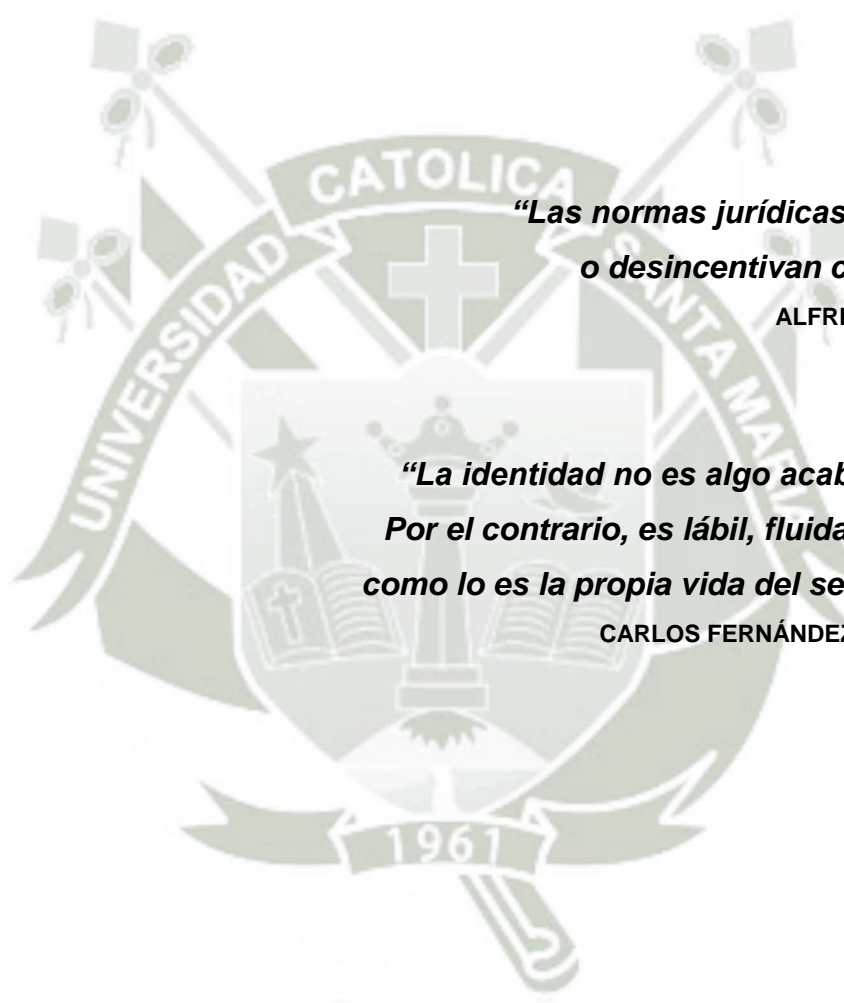 UNIVERSIDAD CATOLICA SANTA MARIA
“Las normas jurídicas
o desincentivan
ALFR
“La identidad no es algo acab
Por el contrario, es lábil, fluida
como lo es la propia vida del se
CARLOS FERNÁNDEZ
1961